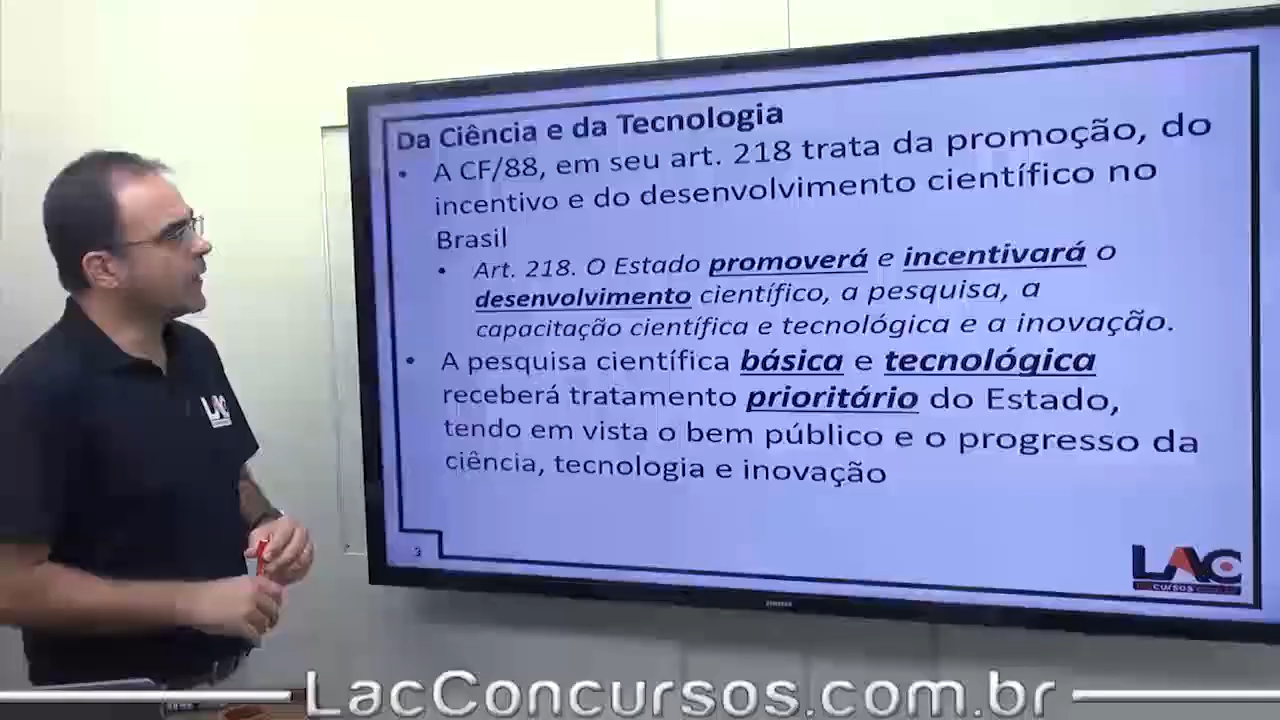 Da Ciência e da Tecnologia
• A CF/88, em seu art. 218 trata da promoção, do
incentivo e do desenvolvimento científico no
Brasil
• Art. 218. O Estado promoverá e incentivará o
desenvolvimento científico, a pesquisa, a
capacitação científica e tecnológica e a inovação.
• A pesquisa científica básica e tecnológica
receberá tratamento prioritário do Estado,
tendo em vista o bem público e o progresso da
ciência, tecnologia e inovação
3
LAC
LAC
LacConcursos.com.br